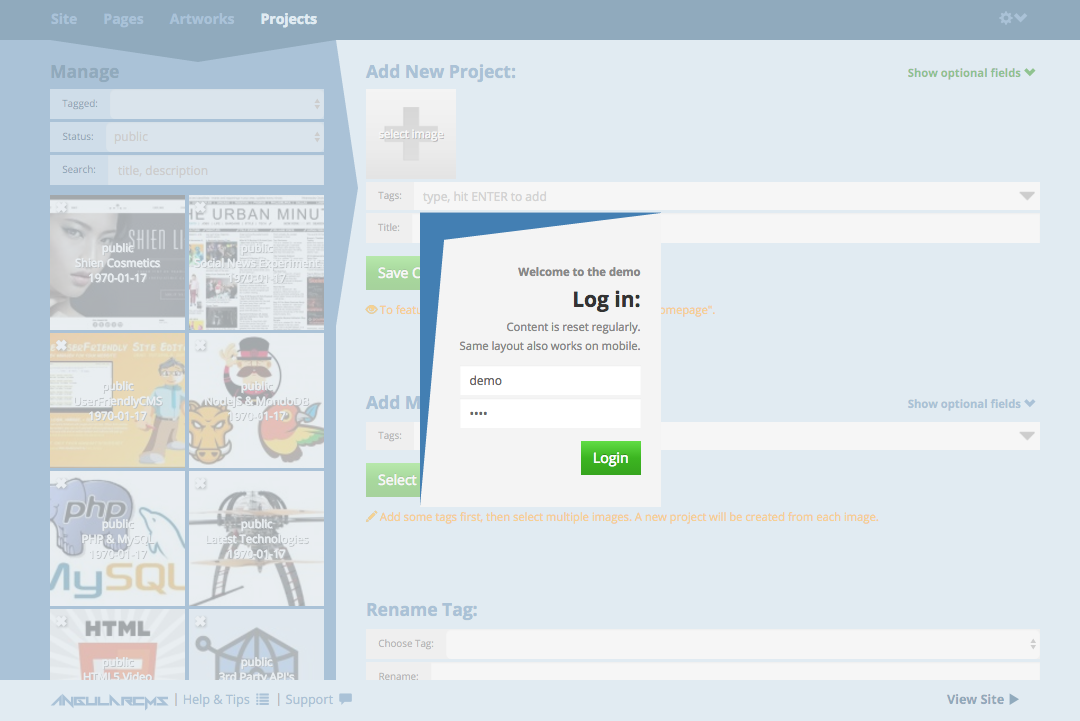 Site Pages Artworks Projects
Manage
Tagged:
Status: public
Search: title, description
public
Shien Cosmetics
1970-01-17
SHIEN LI
THE URBAN MINUT
public
Social News Experiment
1970-01-17
UserFriendly Site Edit
public
UserFriendlyCMS
1970-01-17
public
NodeJS & MongoDB
1970-01-17
php
public
PHP & MySQL
1970-01-17
MySQL
public
Latest Technologies
1970-01-17
HTML
public
HTML5 Video
public
3rd Party API's
Add New Project:
Show optional fields
select image
Tags: type, hit ENTER to add
Title:
Save C
To featu
omepage".
Welcome to the demo
Log in:
Content is reset regularly.
Same layout also works on mobile.
demo
••••
Login
Add M
Show optional fields
Tags:
Select
Add some tags first, then select multiple images. A new project will be created from each image.
Rename Tag:
Choose Tag:
Rename:
ANGULARCMS | Help & Tips | Support
View Site